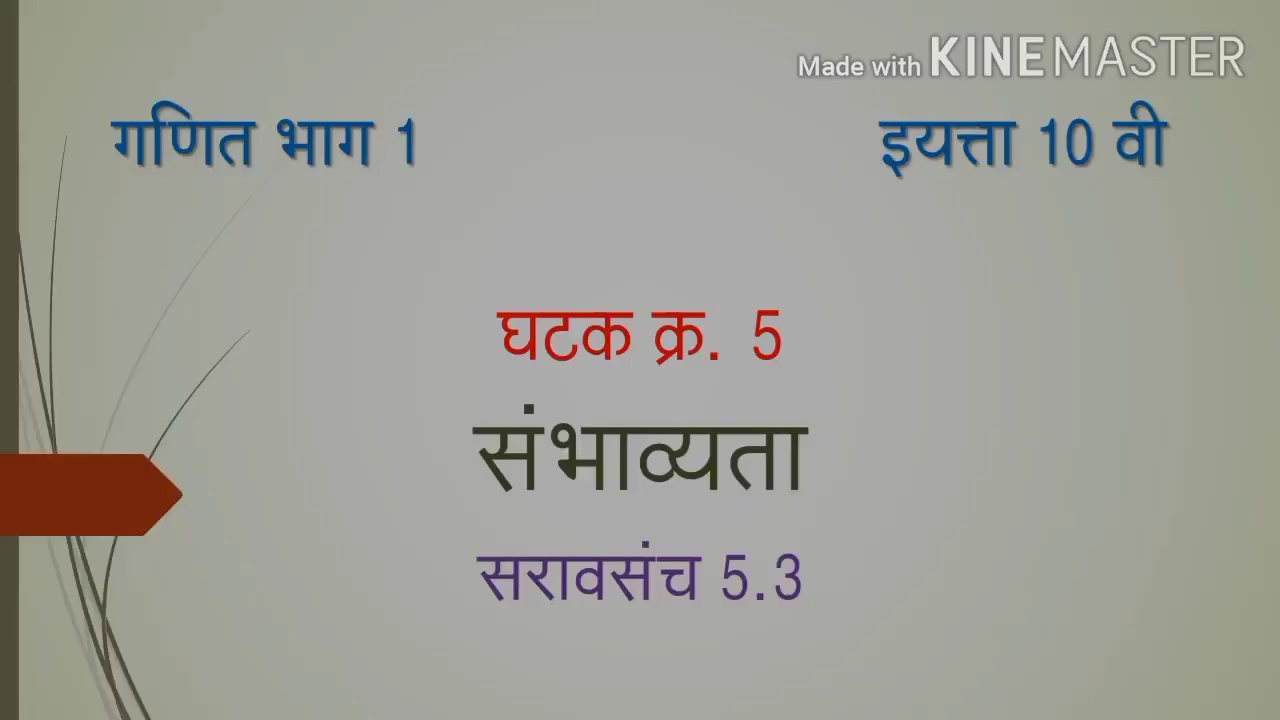 Made with KINEMASTER
गणित भाग 1 इयत्ता 10 वी
घटक क्र. 5
संभाव्यता
सरावसंच 5.3